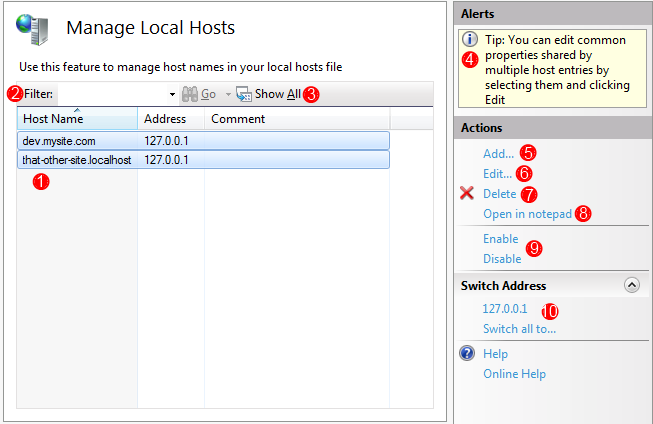 Manage Local Hosts
Use this feature to manage host names in your local hosts file
2 Filter: Go Show All 3
Host Name Address Comment
dev.mysite.com 127.0.0.1
that-other-site.localhost 127.0.0.1
1
Alerts
Tip: You can edit common
4 properties shared by
multiple host entries by
selecting them and clicking
Edit
Actions
Add... 5
Edit... 6
Delete 7
Open in notepad 8
Enable
9
Disable
Switch Address
127.0.0.1 10
Switch all to...
Help
Online Help